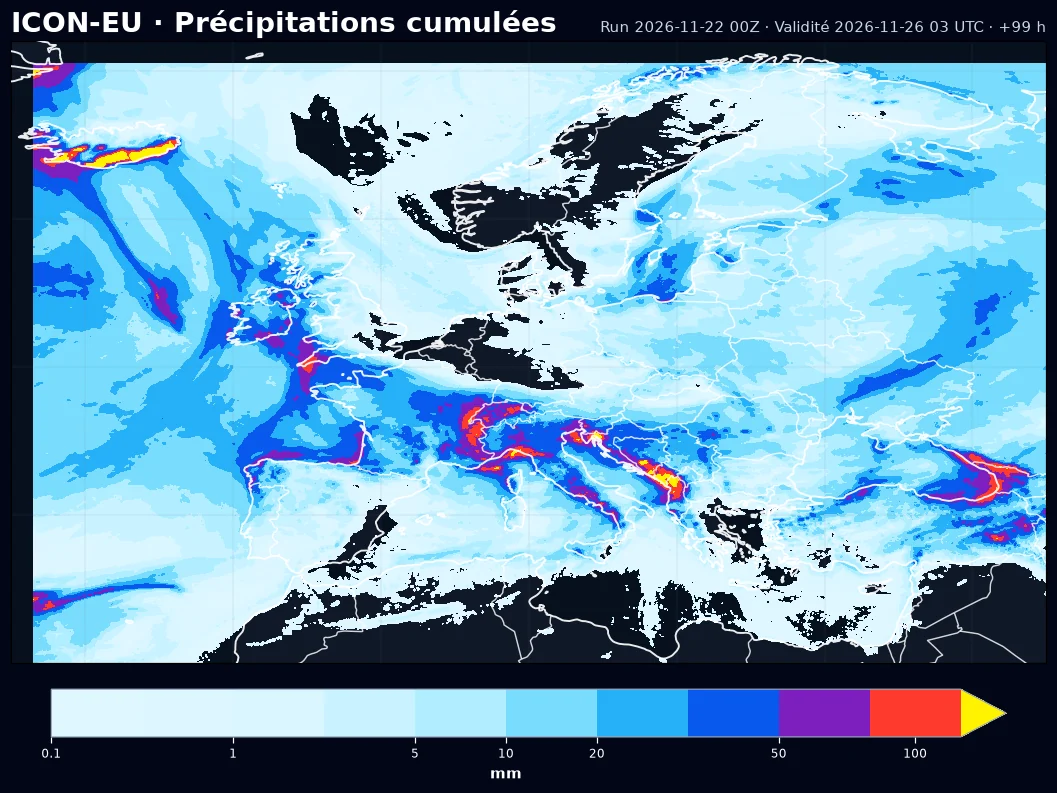 ICON-EU · Précipitations cumulées
Run 2026-11-22 00Z · Validité 2026-11-26 03 UTC · +99 h
0.1 1 5 10 20 50 100
mm